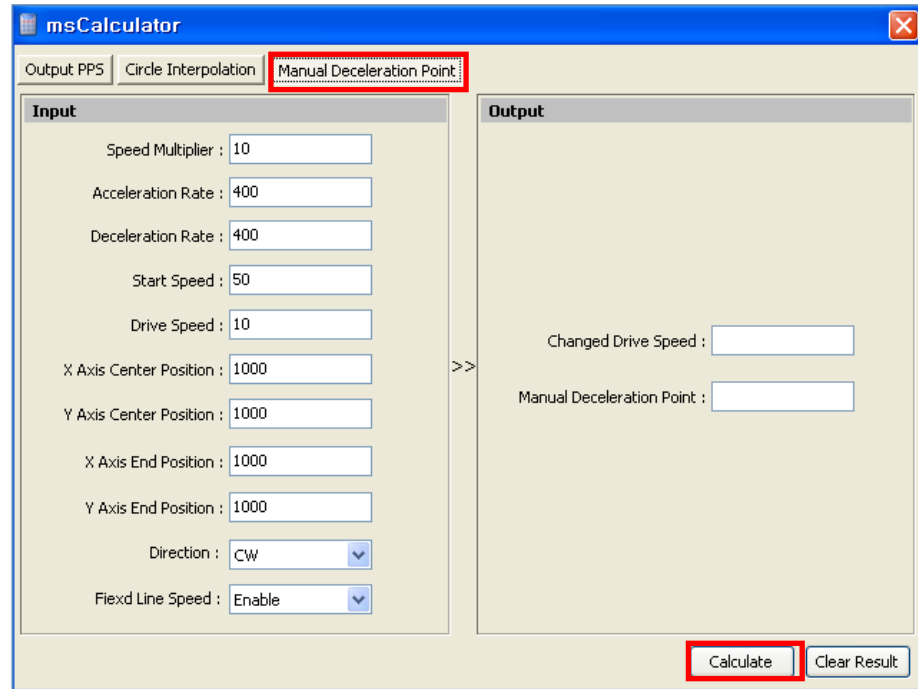 msCalculator
Output PPS Circle Interpolation Manual Deceleration Point
Input
Speed Multiplier : 10
Acceleration Rate : 400
Deceleration Rate : 400
Start Speed : 50
Drive Speed : 10
X Axis Center Position : 1000
Y Axis Center Position : 1000
X Axis End Position : 1000
Y Axis End Position : 1000
Direction : CW
Fiexd Line Speed : Enable
>>
Output
Changed Drive Speed :
Manual Deceleration Point :
Calculate Clear Result